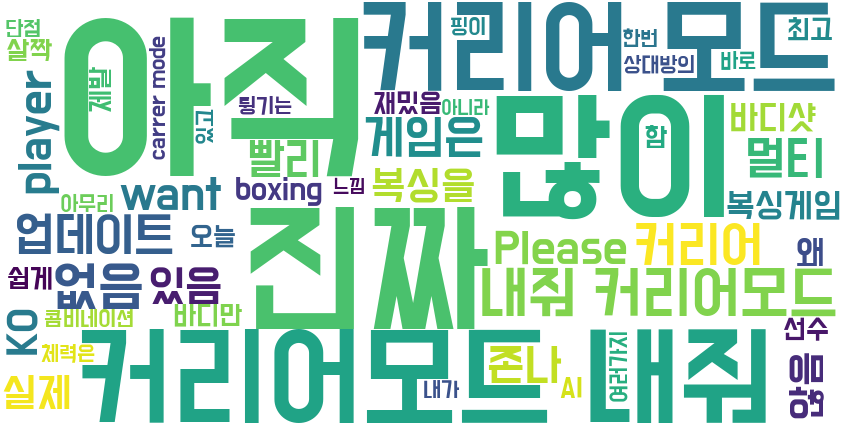 단점
살짝
아직
제발
player
carrer mode
튕기는
있고
커리어모드
핑이
한번
최고
상대방의
바로
재밌음
아니라
게임은
많이
함
바디샷
멀티
빨리
want
boxing
느낌
복싱을
복싱게임
아무리
업데이트
오늘
진짜
Please
커리어
왜
쉽게
없음
있음
내줘 커리어모드
KO
콤비네이션
바디만
체력은
선수
실제
커리어모드
내가
존나
AI
여러가지
내줘
음흠